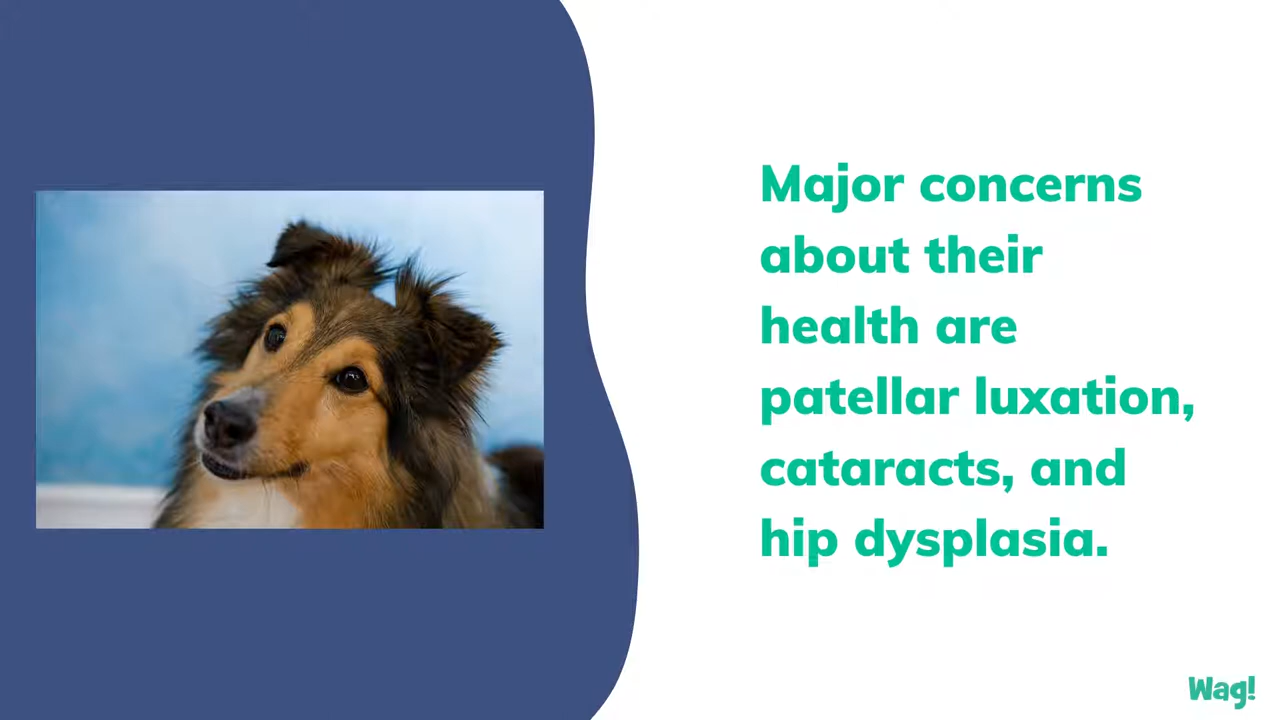 Major concerns
about their
health are
patellar luxation,
cataracts, and
hip dysplasia.
Wag!